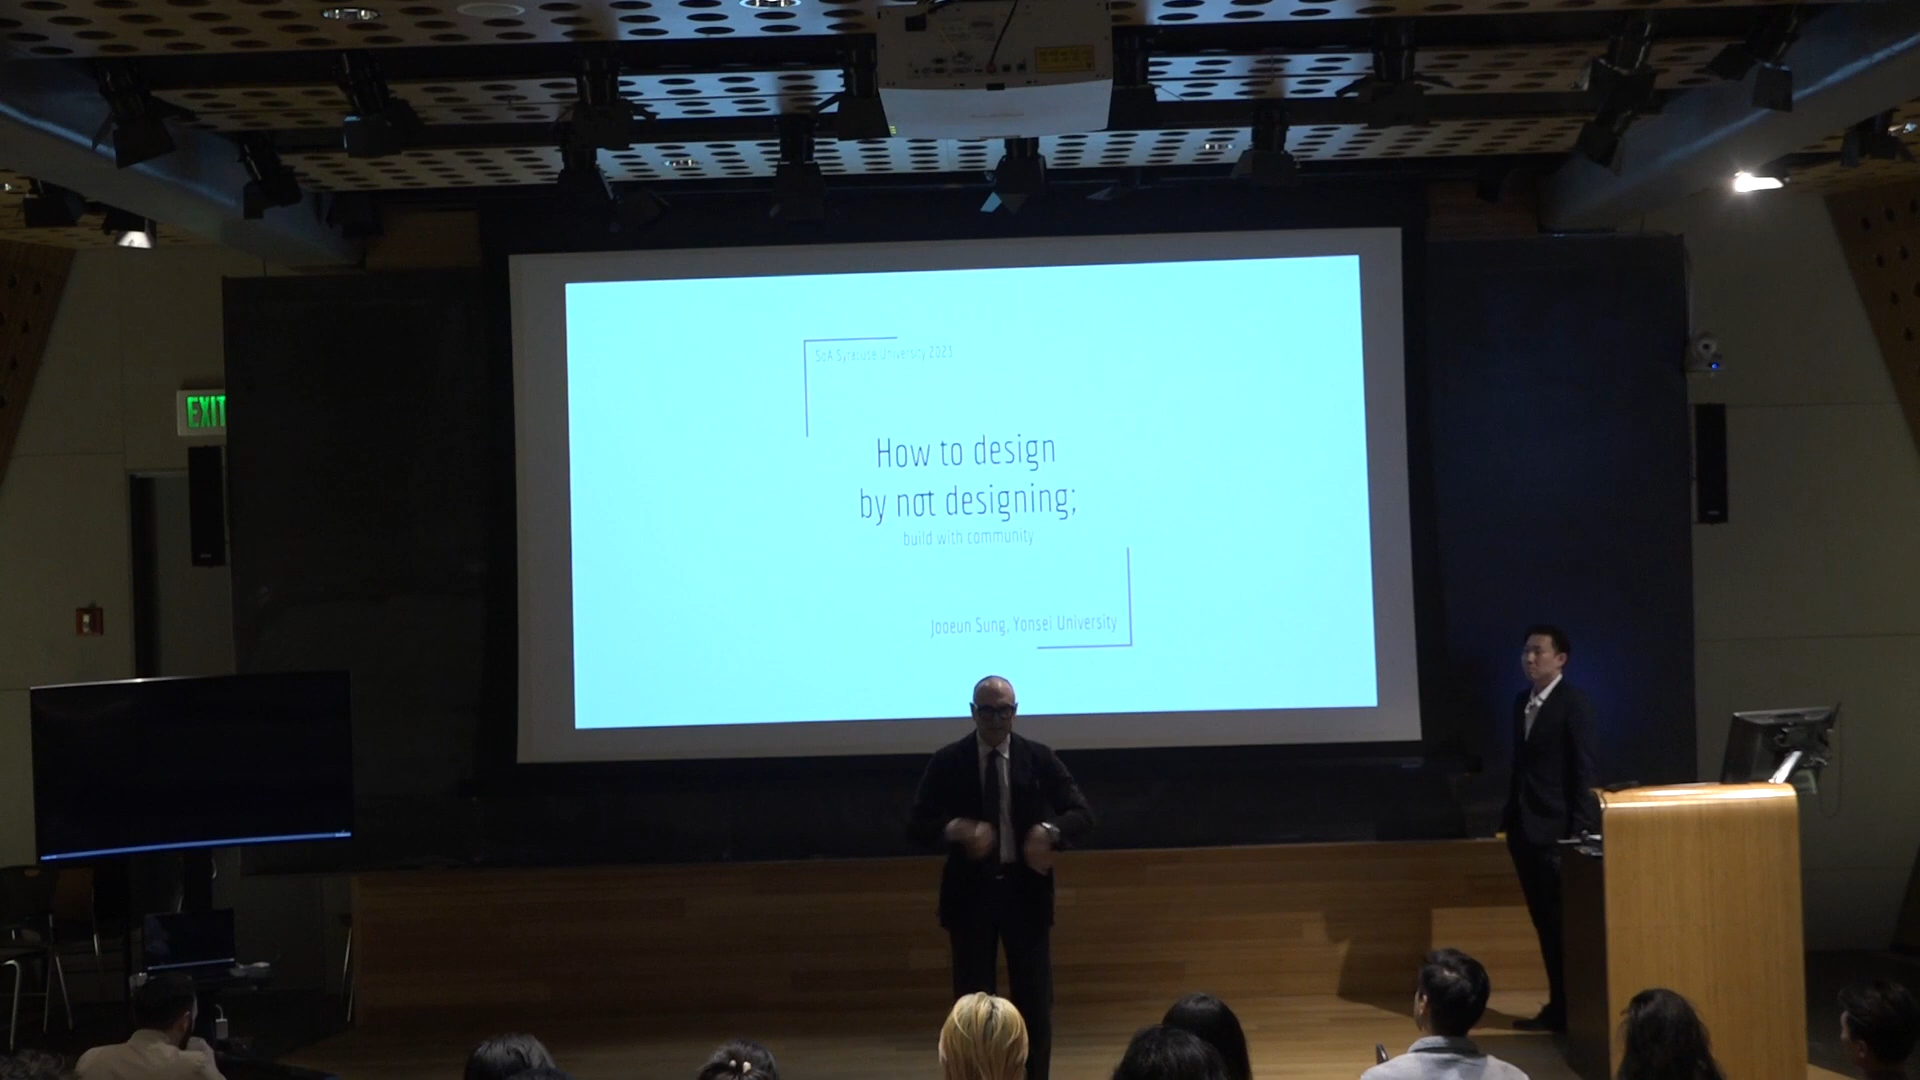 EXIT
SoA Syracuse University 2023
How to design
by not designing;
build with community
Jooeun Sung, Yonsei University